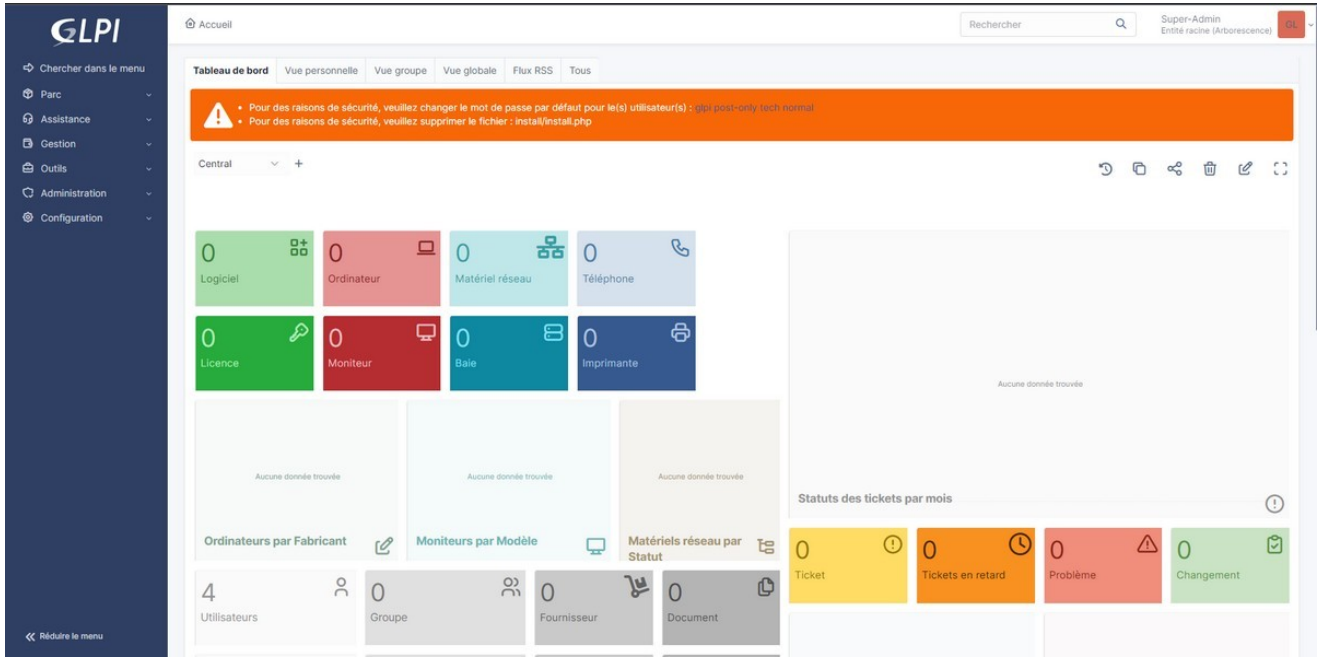 GLPI
Accueil
Rechercher
Super-Admin
Entité racine (Arborescence)
GL
Chercher dans le menu
Parc
Assistance
Gestion
Outils
Administration
Configuration
Réduire le menu
Tableau de bord Vue personnelle Vue groupe Vue globale Flux RSS Tous
• Pour des raisons de sécurité, veuillez changer le mot de passe par défaut pour le(s) utilisateur(s) : glpi post-only tech normal
• Pour des raisons de sécurité, veuillez supprimer le fichier : install/install.php
Central
0
Logiciel
0
Ordinateur
0
Matériel réseau
0
Téléphone
0
Licence
0
Moniteur
0
Baie
0
Imprimante
Aucune donnée trouvée
Statuts des tickets par mois
Aucune donnée trouvée
Ordinateurs par Fabricant
Aucune donnée trouvée
Moniteurs par Modèle
Aucune donnée trouvée
Matériels réseau par
Statut
0
Ticket
0
Tickets en retard
0
Problème
0
Changement
4
Utilisateurs
0
Groupe
0
Fournisseur
0
Document